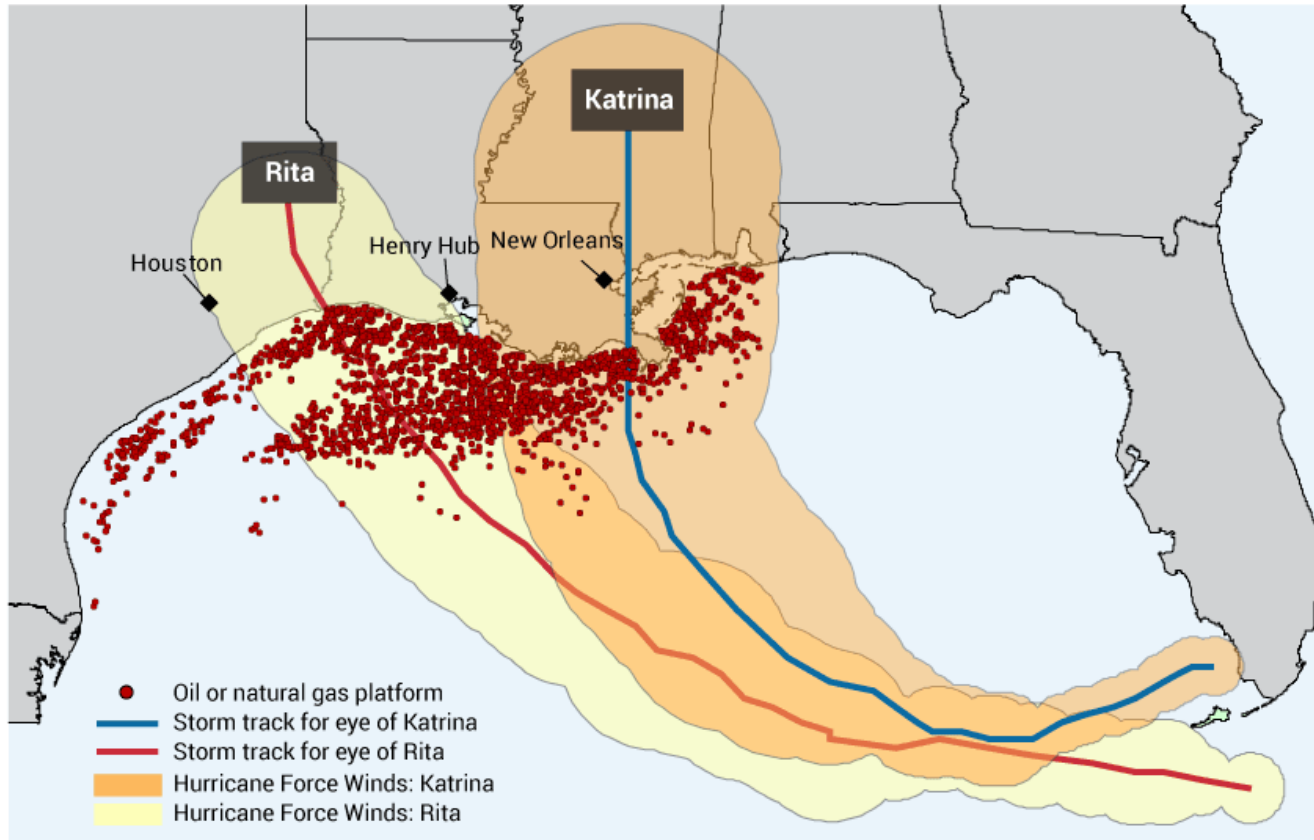 Katrina
Rita
Houston
Henry Hub
New Orleans
Oil or natural gas platform
Storm track for eye of Katrina
Storm track for eye of Rita
Hurricane Force Winds: Katrina
Hurricane Force Winds: Rita